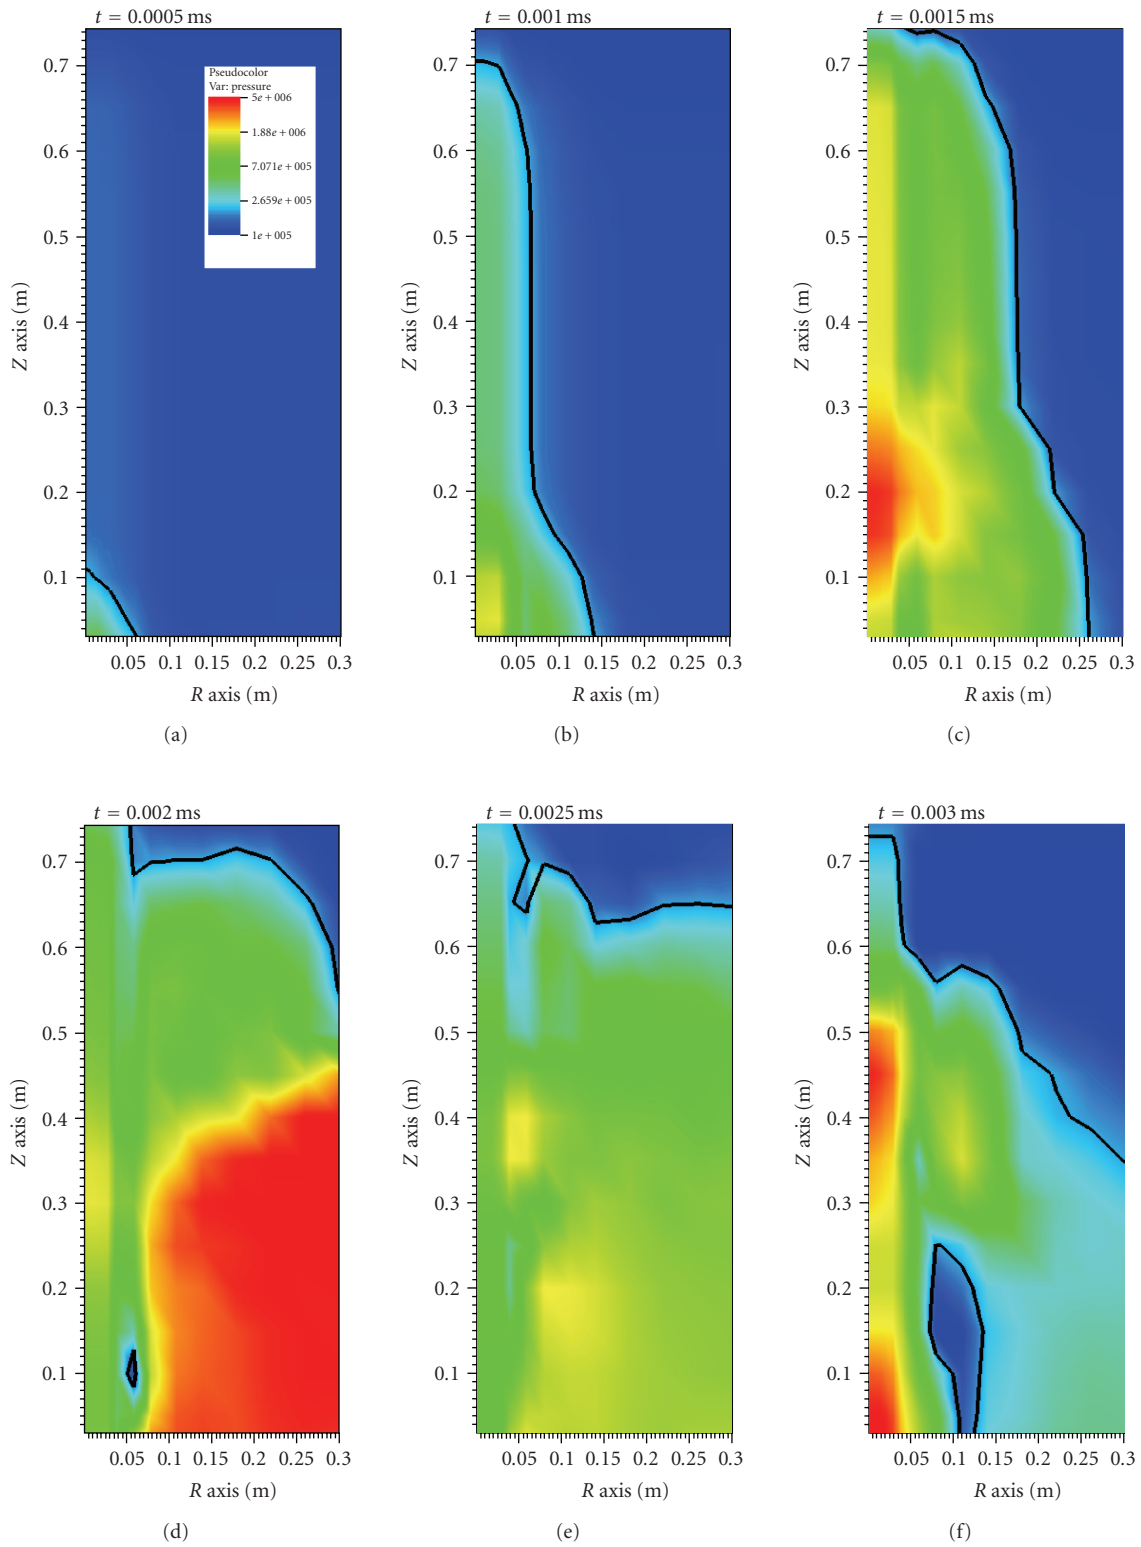 t = 0.0005 ms
t = 0.001 ms
t = 0.0015 ms
Pseudocolor
Var: pressure
5e + 006
1.88e + 006
7.071e + 005
2.659e + 005
1e + 005
0.7
0.6
0.5
0.4
0.3
0.2
0.1
Z axis (m)
0.05 0.1 0.15 0.2 0.25 0.3
R axis (m)
(a)
0.7
0.6
0.5
0.4
0.3
0.2
0.1
Z axis (m)
0.05 0.1 0.15 0.2 0.25 0.3
R axis (m)
(b)
0.7
0.6
0.5
0.4
0.3
0.2
0.1
Z axis (m)
0.05 0.1 0.15 0.2 0.25 0.3
R axis (m)
(c)
t = 0.002 ms
0.7
0.6
0.5
0.4
0.3
0.2
0.1
Z axis (m)
0.05 0.1 0.15 0.2 0.25 0.3
R axis (m)
(d)
t = 0.0025 ms
0.7
0.6
0.5
0.4
0.3
0.2
0.1
Z axis (m)
0.05 0.1 0.15 0.2 0.25 0.3
R axis (m)
(e)
t = 0.003 ms
0.7
0.6
0.5
0.4
0.3
0.2
0.1
Z axis (m)
0.05 0.1 0.15 0.2 0.25 0.3
R axis (m)
(f)